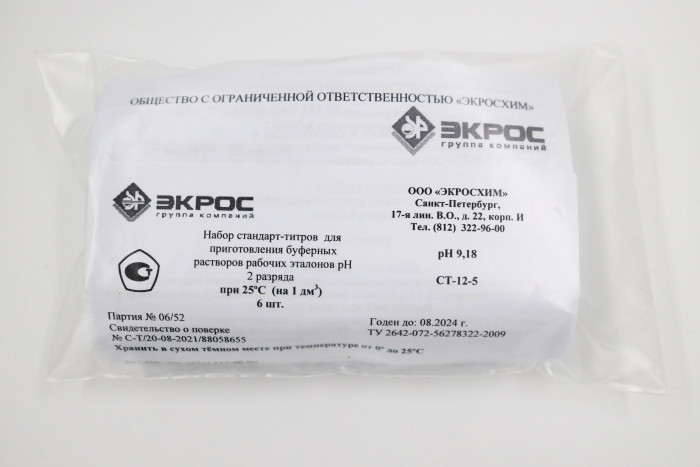 ОБЩЕСТВО С ОГРАНИЧЕННОЙ ОТВЕТСТВЕННОСТЬЮ «ЭКРОСХИМ»
ЭКРОС
группа компаний
ЭКРОС
группа компаний
Набор стандарт-титров для
приготовления буферных
растворов рабочих эталонов pH
2 разряда
при 25ºС (на 1 дм³)
6 шт.
ООО «ЭКРОСХИМ»
Санкт-Петербург,
17-я лин. В.О., д. 22, корп. И
Тел. (812) 322-96-00
pH 9,18
СТ-12-5
Партия № 06/52
Свидетельство о поверке
№ С-Т/20-08-2021/88058655
Годен до: 08.2024 г.
ТУ 2642-072-56278322-2009
Хранить в сухом тёмном месте при температуре от 0° до 25°С